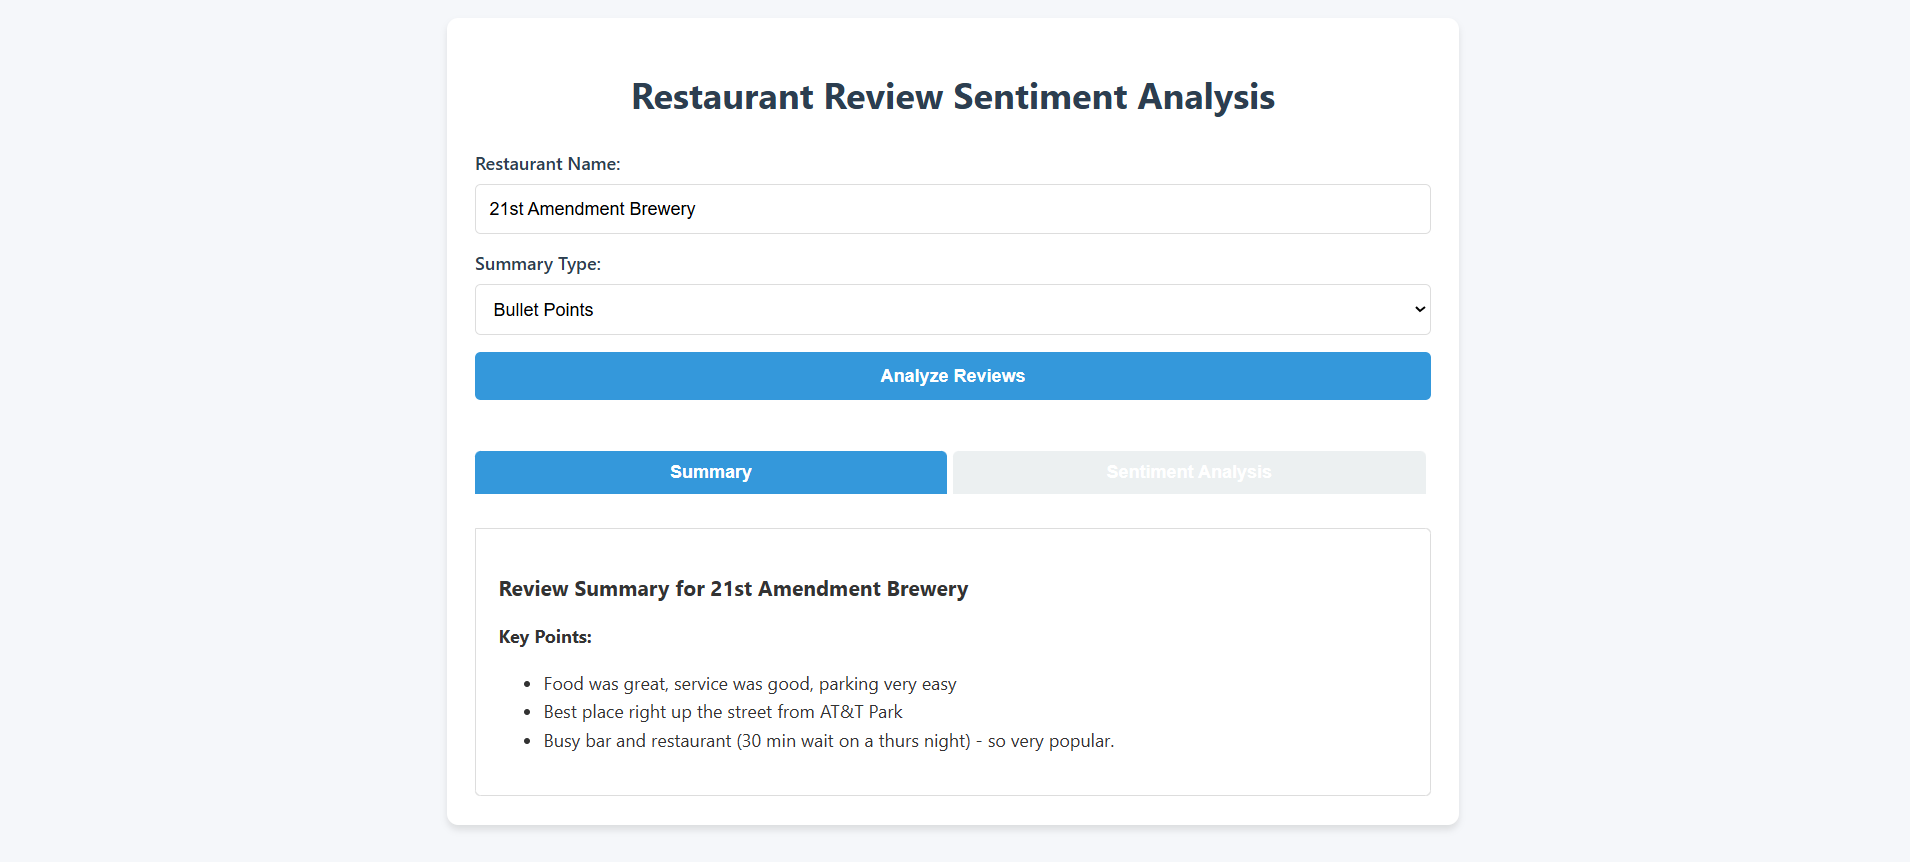 Restaurant Review Sentiment Analysis
Restaurant Name:
21st Amendment Brewery
Summary Type:
Bullet Points
Analyze Reviews
Summary
Sentiment Analysis
Review Summary for 21st Amendment Brewery
Key Points:
Food was great, service was good, parking very easy
Best place right up the street from AT&T Park
Busy bar and restaurant (30 min wait on a thurs night) - so very popular.